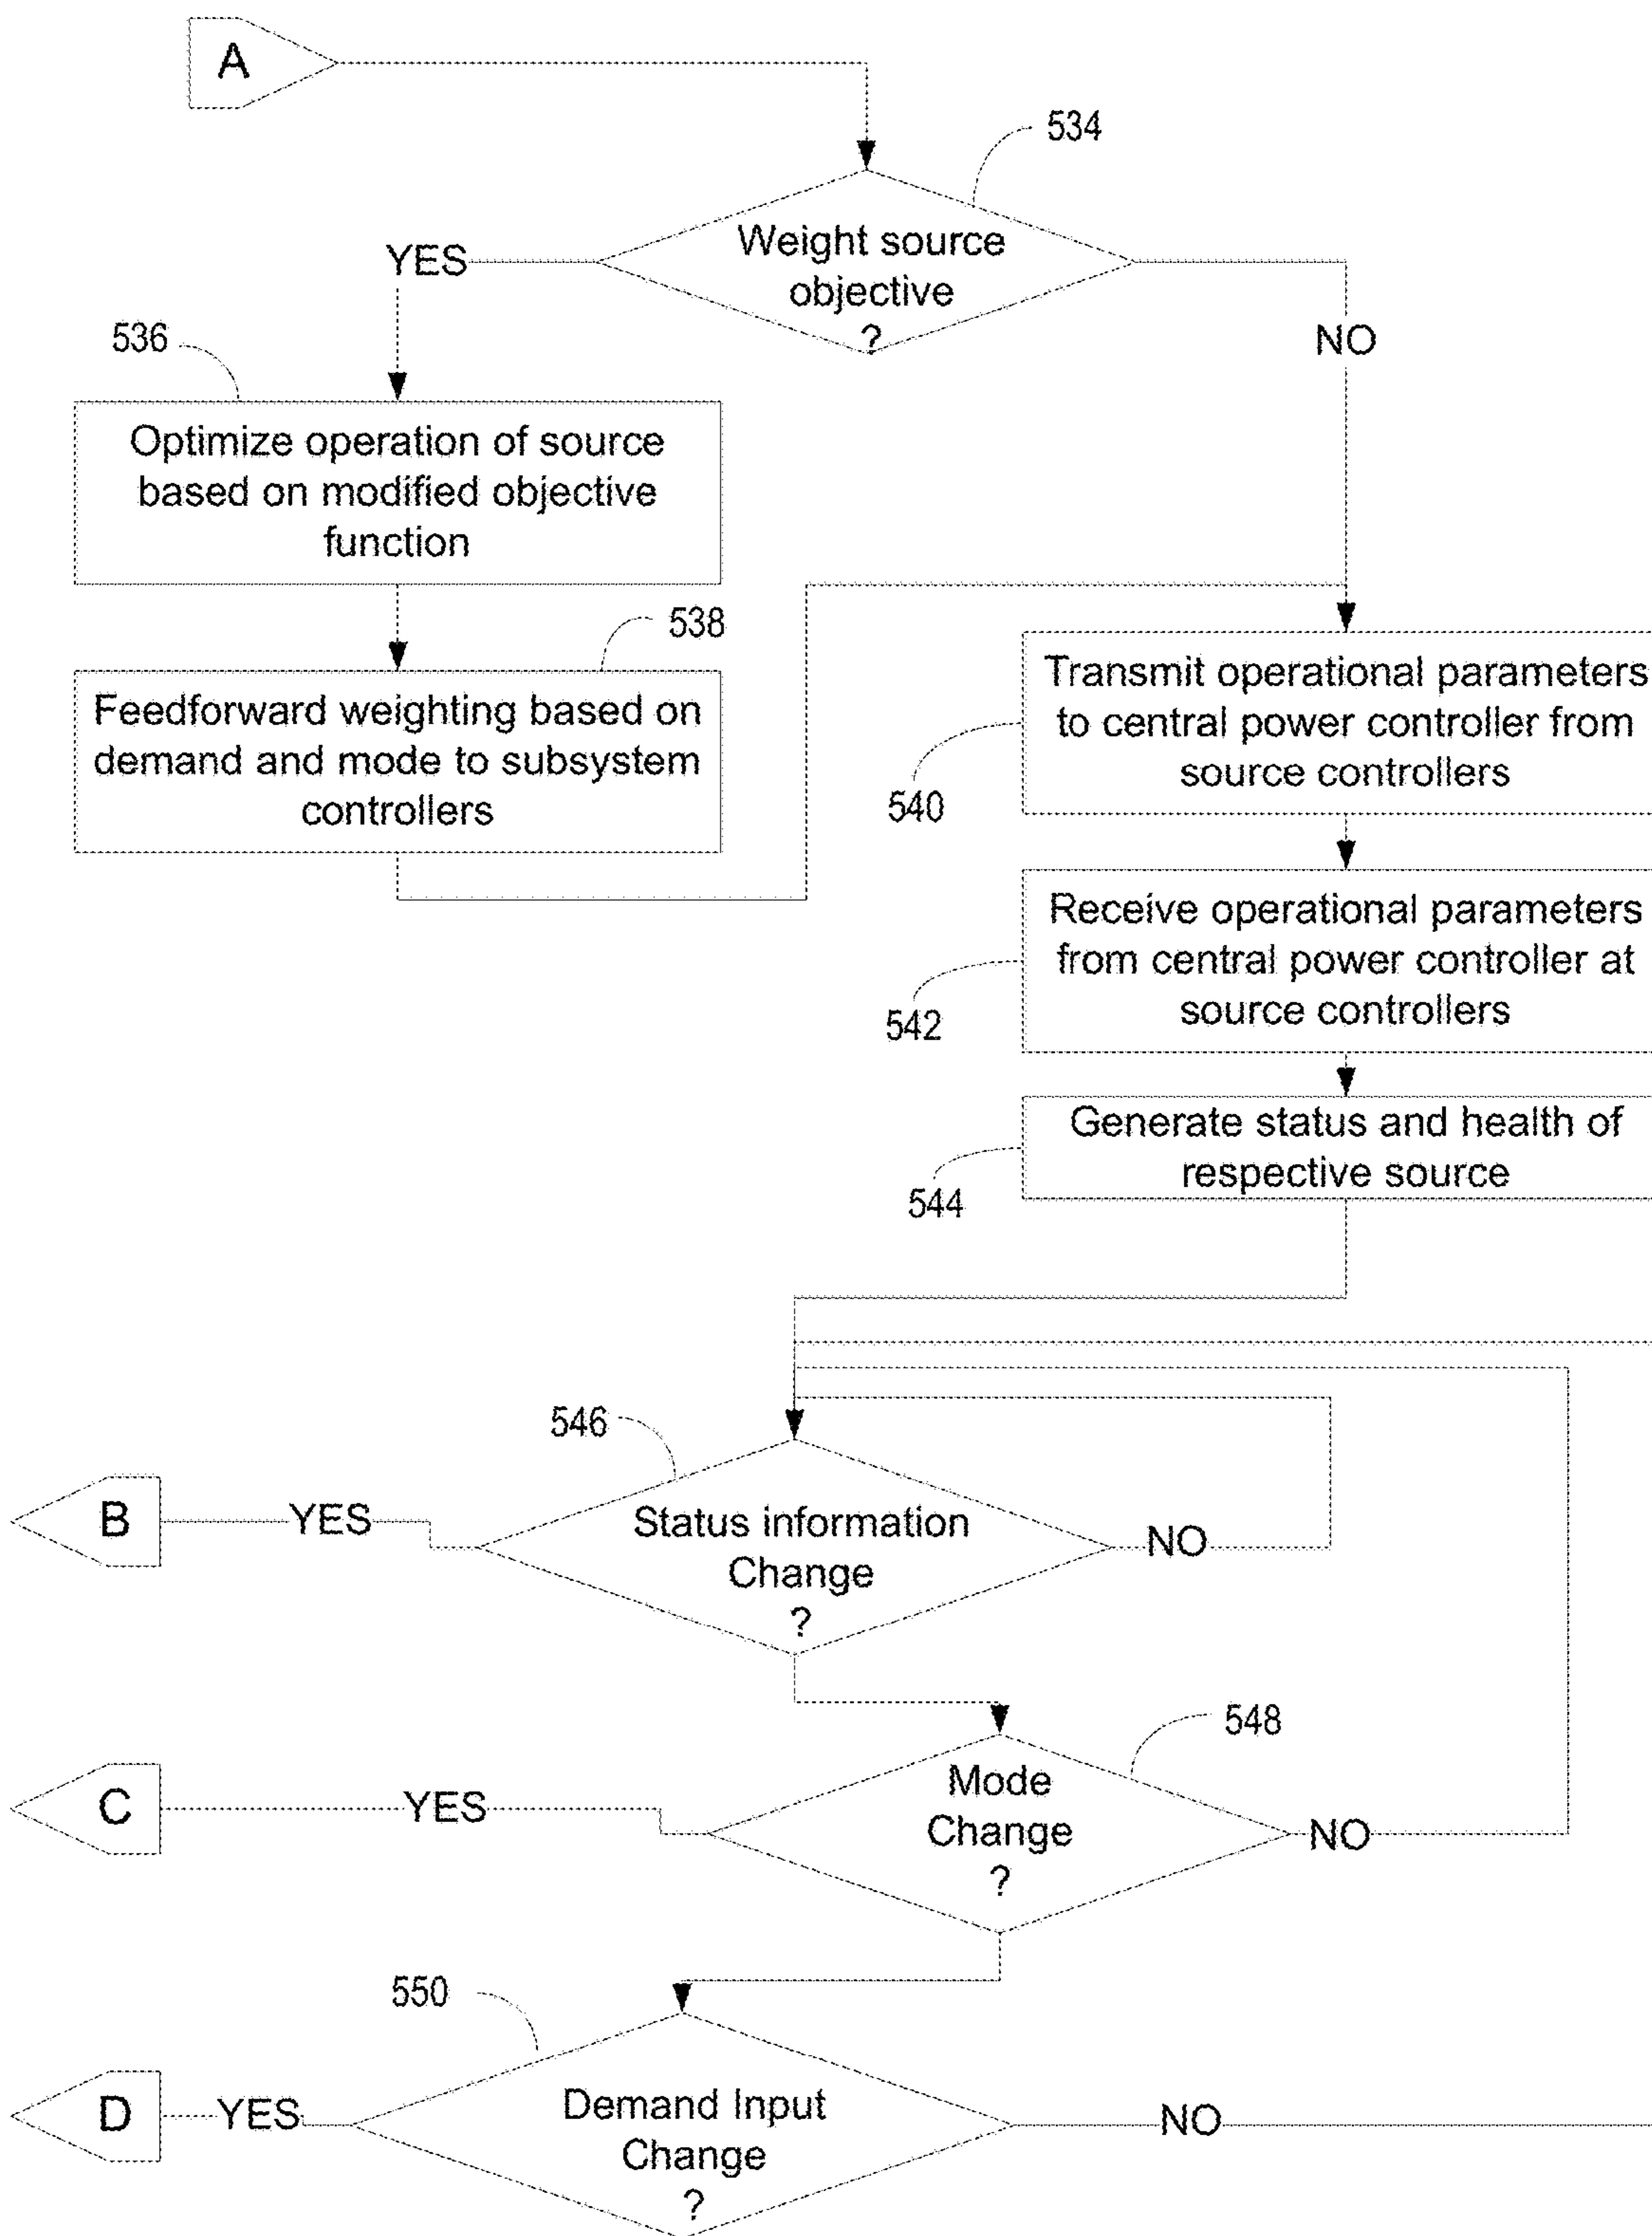 A
534
Weight source
objective
?
YES
NO
536
Optimize operation of source
based on modified objective
function
538
Feedforward weighting based on
demand and mode to subsystem
controllers
Transmit operational parameters
to central power controller from
source controllers
540
Receive operational parameters
from central power controller at
source controllers
542
Generate status and health of
respective source
544
546
B
YES
Status information
Change
?
NO
548
C
YES
Mode
Change
?
NO
550
D
YES
Demand Input
Change
?
NO